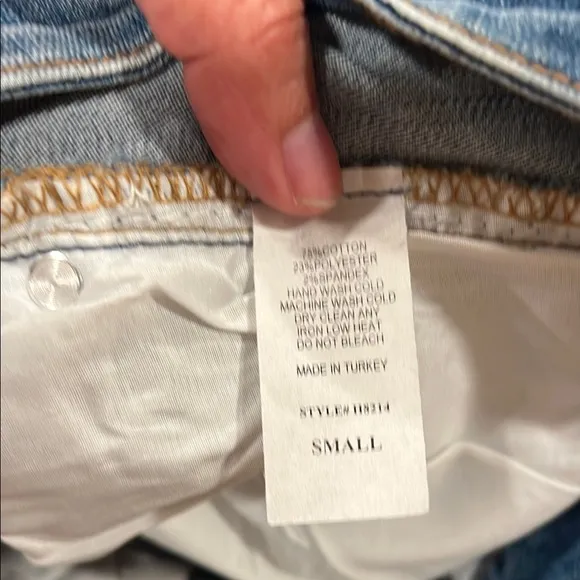 75%COTTON
23%POLYESTER
2%SPANDEX
HAND WASH COLD
MACHINE WASH COLD
DRY CLEAN ANY
IRON LOW HEAT
DO NOT BLEACH
MADE IN TURKEY
STYLE# H8214
SMALL